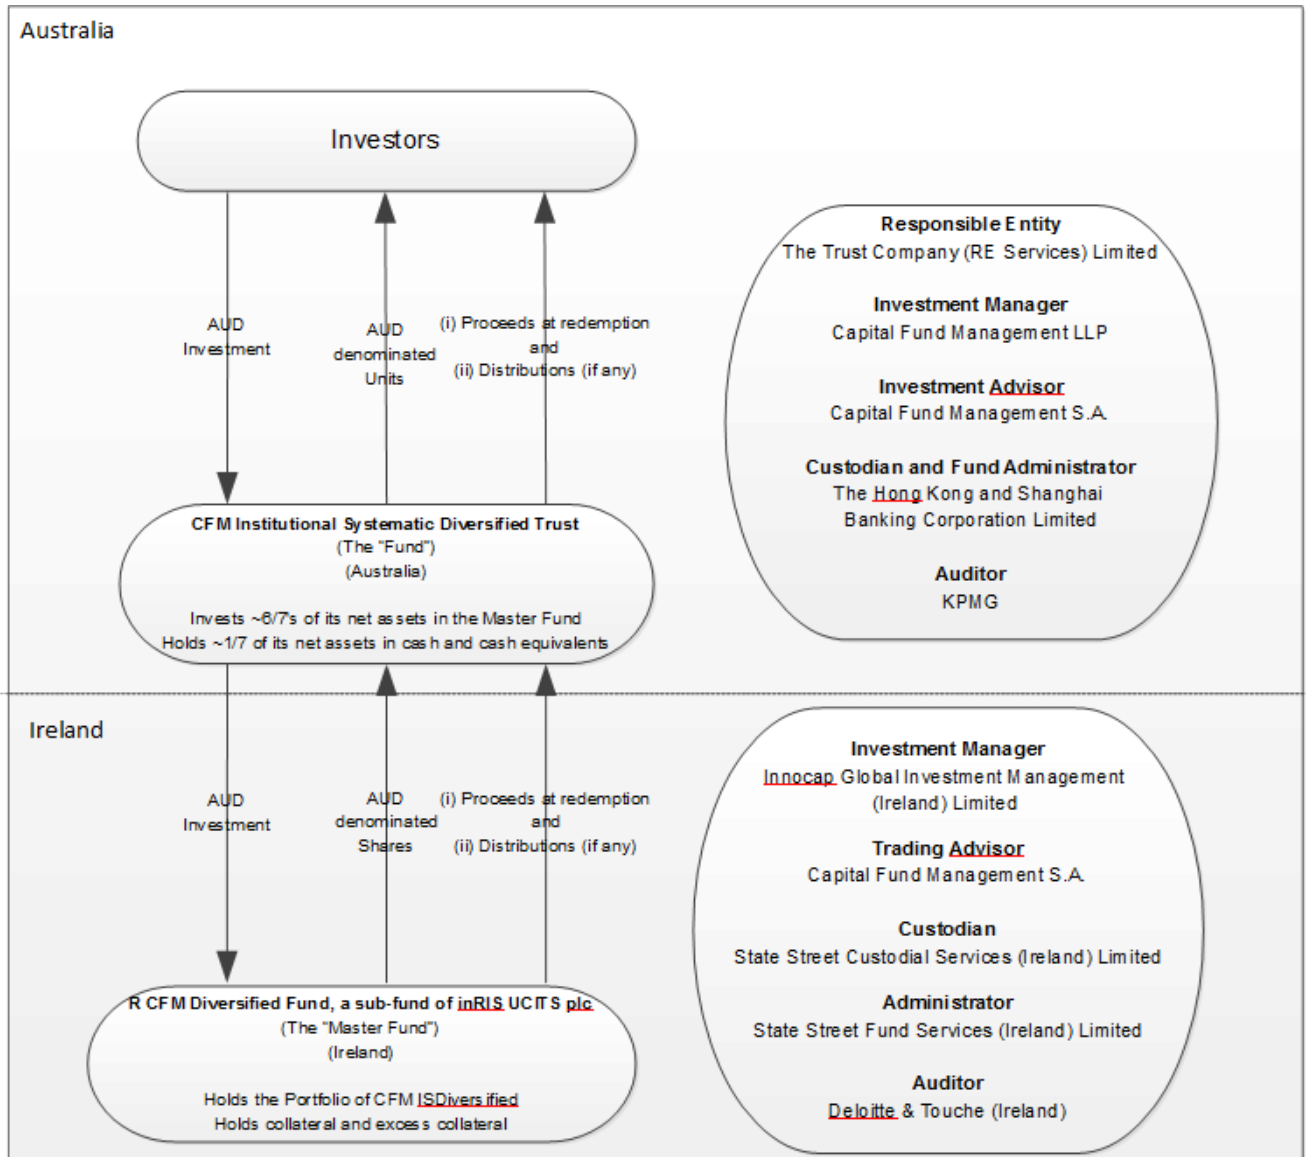 Australia
Investors
AUD
Investment
AUD
denominated
Units
(i) Proceeds at redemption
and
(ii) Distributions (if any)
Responsible Entity
The Trust Company (RE Services) Limited
Investment Manager
Capital Fund Management LLP
Investment Advisor
Capital Fund Management S.A.
Custodian and Fund Administrator
The Hong Kong and Shanghai
Banking Corporation Limited
Auditor
KPMG
CFM Institutional Systematic Diversified Trust
(The "Fund")
(Australia)
Invests ~6/7's of its net assets in the Master Fund
Holds ~1/7 of its net assets in cash and cash equivalents
Ireland
AUD
Investment
AUD
denominated
Shares
(i) Proceeds at redemption
and
(ii) Distributions (if any)
Investment Manager
Innocap Global Investment Management
(Ireland) Limited
Trading Advisor
Capital Fund Management S.A.
Custodian
State Street Custodial Services (Ireland) Limited
Administrator
State Street Fund Services (Ireland) Limited
Auditor
Deloitte & Touche (Ireland)
R CFM Diversified Fund, a sub-fund of inRIS UCITS plc
(The "Master Fund")
(Ireland)
Holds the Portfolio of CFM ISDiversified
Holds collateral and excess collateral